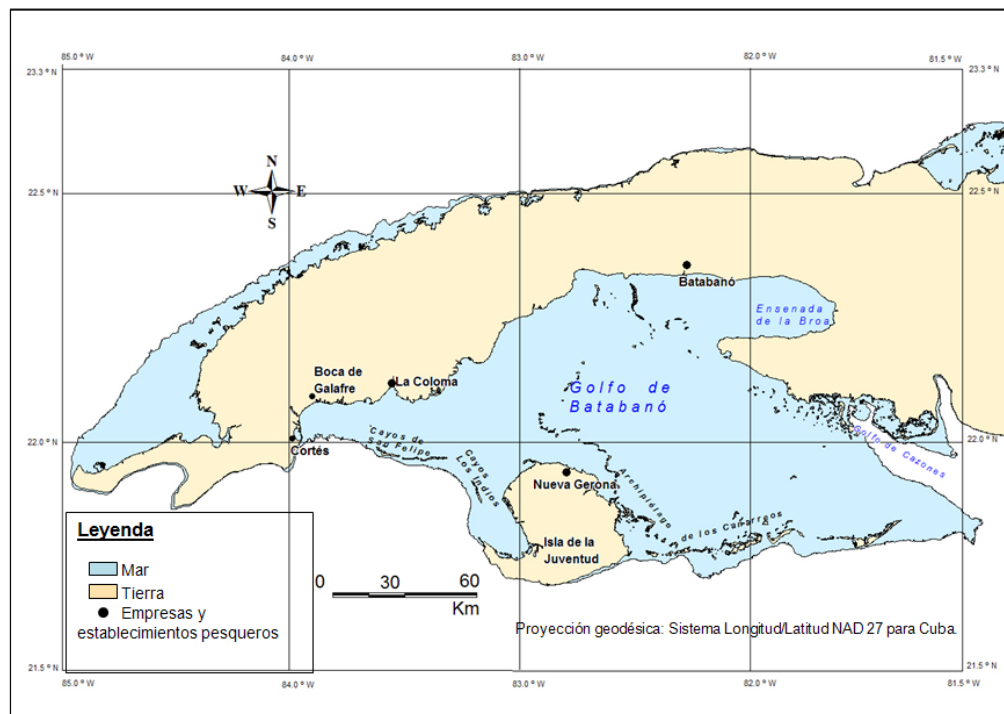 85.0° W
84.0° W
83.0° W
82.0° W
81.5° W
23.3° N
23.3° N
N
W E
S
22.5° N
22.5° N
Batabanó
Ensenada
de la Broa
Boca de
Galafre
La Coloma
Golfo de
Batabanó
Golfo de Cazones
22.0° N
22.0° N
Cortés
Cayos de
San Felipe
Cayos
Los Indios
Nueva Gerona
Archipiélago
de los Canarreos
Isla de la
Juventud
Leyenda
Mar
Tierra
Empresas y
establecimientos pesqueros
0 30 60
Km
Proyección geodésica: Sistema Longitud/Latitud NAD 27 para Cuba.
21.5° N
21.5° N
85.0° W
84.0° W
83.0° W
82.0° W
81.5° W